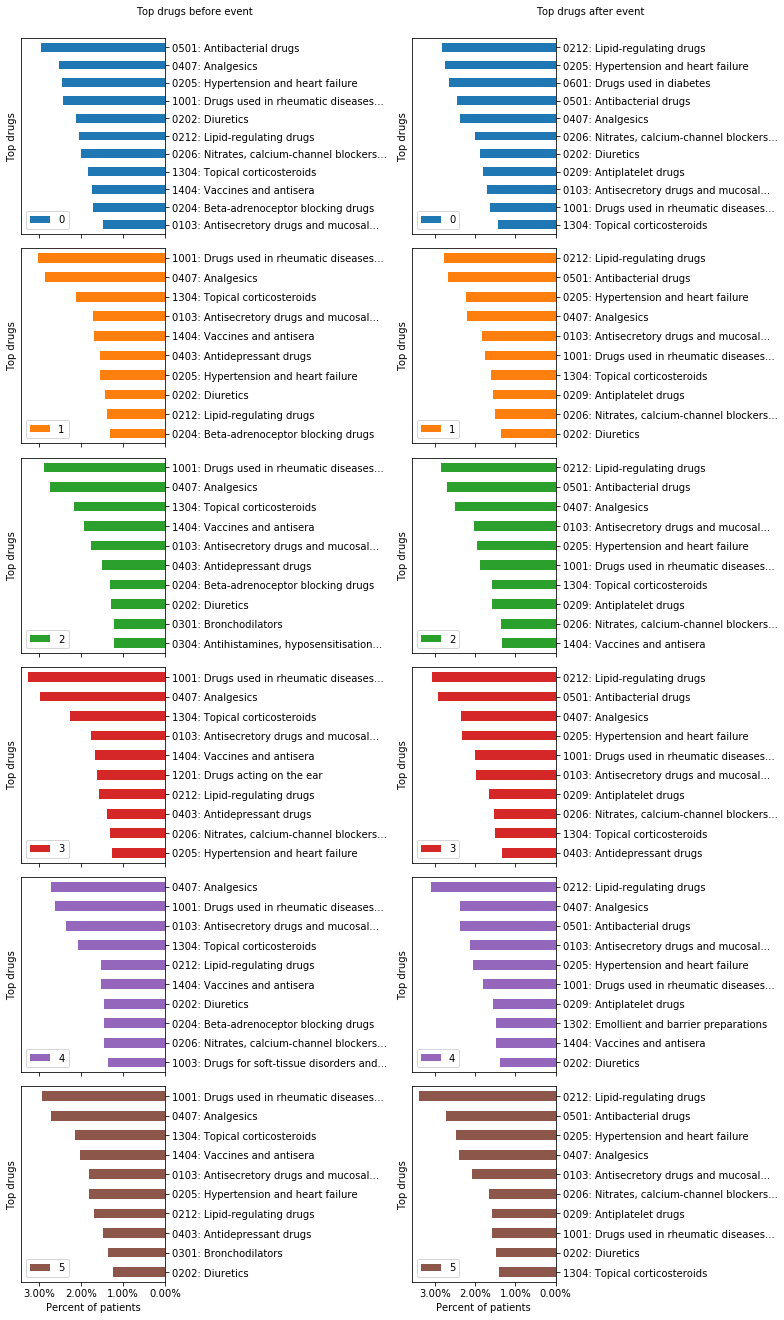 Top drugs before event
Top drugs
0501: Antibacterial drugs
0407: Analgesics
0205: Hypertension and heart failure
1001: Drugs used in rheumatic diseases...
0202: Diuretics
0212: Lipid-regulating drugs
0206: Nitrates, calcium-channel blockers...
1304: Topical corticosteroids
1404: Vaccines and antisera
0204: Beta-adrenoceptor blocking drugs
0103: Antisecretory drugs and mucosal...
0
Top drugs
1001: Drugs used in rheumatic diseases...
0407: Analgesics
1304: Topical corticosteroids
0103: Antisecretory drugs and mucosal...
1404: Vaccines and antisera
0403: Antidepressant drugs
0205: Hypertension and heart failure
0202: Diuretics
0212: Lipid-regulating drugs
0204: Beta-adrenoceptor blocking drugs
1
Top drugs
1001: Drugs used in rheumatic diseases...
0407: Analgesics
1304: Topical corticosteroids
1404: Vaccines and antisera
0103: Antisecretory drugs and mucosal...
0403: Antidepressant drugs
0204: Beta-adrenoceptor blocking drugs
0202: Diuretics
0301: Bronchodilators
0304: Antihistamines, hyposensitisation...
2
Top drugs
1001: Drugs used in rheumatic diseases...
0407: Analgesics
1304: Topical corticosteroids
0103: Antisecretory drugs and mucosal...
1404: Vaccines and antisera
1201: Drugs acting on the ear
0212: Lipid-regulating drugs
0403: Antidepressant drugs
0206: Nitrates, calcium-channel blockers...
0205: Hypertension and heart failure
3
Top drugs
0407: Analgesics
1001: Drugs used in rheumatic diseases...
0103: Antisecretory drugs and mucosal...
1304: Topical corticosteroids
0212: Lipid-regulating drugs
1404: Vaccines and antisera
0202: Diuretics
0204: Beta-adrenoceptor blocking drugs
0206: Nitrates, calcium-channel blockers...
1003: Drugs for soft-tissue disorders and...
4
Top drugs
1001: Drugs used in rheumatic diseases...
0407: Analgesics
1304: Topical corticosteroids
1404: Vaccines and antisera
0103: Antisecretory drugs and mucosal...
0205: Hypertension and heart failure
0212: Lipid-regulating drugs
0403: Antidepressant drugs
0301: Bronchodilators
0202: Diuretics
5
3.00% 2.00% 1.00% 0.00%
Percent of patients
Top drugs after event
Top drugs
0212: Lipid-regulating drugs
0205: Hypertension and heart failure
0601: Drugs used in diabetes
0501: Antibacterial drugs
0407: Analgesics
0206: Nitrates, calcium-channel blockers...
0202: Diuretics
0209: Antiplatelet drugs
0103: Antisecretory drugs and mucosal...
1001: Drugs used in rheumatic diseases...
1304: Topical corticosteroids
0
Top drugs
0212: Lipid-regulating drugs
0501: Antibacterial drugs
0205: Hypertension and heart failure
0407: Analgesics
0103: Antisecretory drugs and mucosal...
1001: Drugs used in rheumatic diseases...
1304: Topical corticosteroids
0209: Antiplatelet drugs
0206: Nitrates, calcium-channel blockers...
0202: Diuretics
1
Top drugs
0212: Lipid-regulating drugs
0501: Antibacterial drugs
0407: Analgesics
0103: Antisecretory drugs and mucosal...
0205: Hypertension and heart failure
1001: Drugs used in rheumatic diseases...
1304: Topical corticosteroids
0209: Antiplatelet drugs
0206: Nitrates, calcium-channel blockers...
1404: Vaccines and antisera
2
Top drugs
0212: Lipid-regulating drugs
0501: Antibacterial drugs
0407: Analgesics
0205: Hypertension and heart failure
1001: Drugs used in rheumatic diseases...
0103: Antisecretory drugs and mucosal...
0209: Antiplatelet drugs
0206: Nitrates, calcium-channel blockers...
1304: Topical corticosteroids
0403: Antidepressant drugs
3
Top drugs
0212: Lipid-regulating drugs
0407: Analgesics
0501: Antibacterial drugs
0103: Antisecretory drugs and mucosal...
0205: Hypertension and heart failure
1001: Drugs used in rheumatic diseases...
0209: Antiplatelet drugs
1302: Emollient and barrier preparations
1404: Vaccines and antisera
0202: Diuretics
4
Top drugs
0212: Lipid-regulating drugs
0501: Antibacterial drugs
0205: Hypertension and heart failure
0407: Analgesics
0103: Antisecretory drugs and mucosal...
0206: Nitrates, calcium-channel blockers...
0209: Antiplatelet drugs
1001: Drugs used in rheumatic diseases...
0202: Diuretics
1304: Topical corticosteroids
5
3.00% 2.00% 1.00% 0.00%
Percent of patients